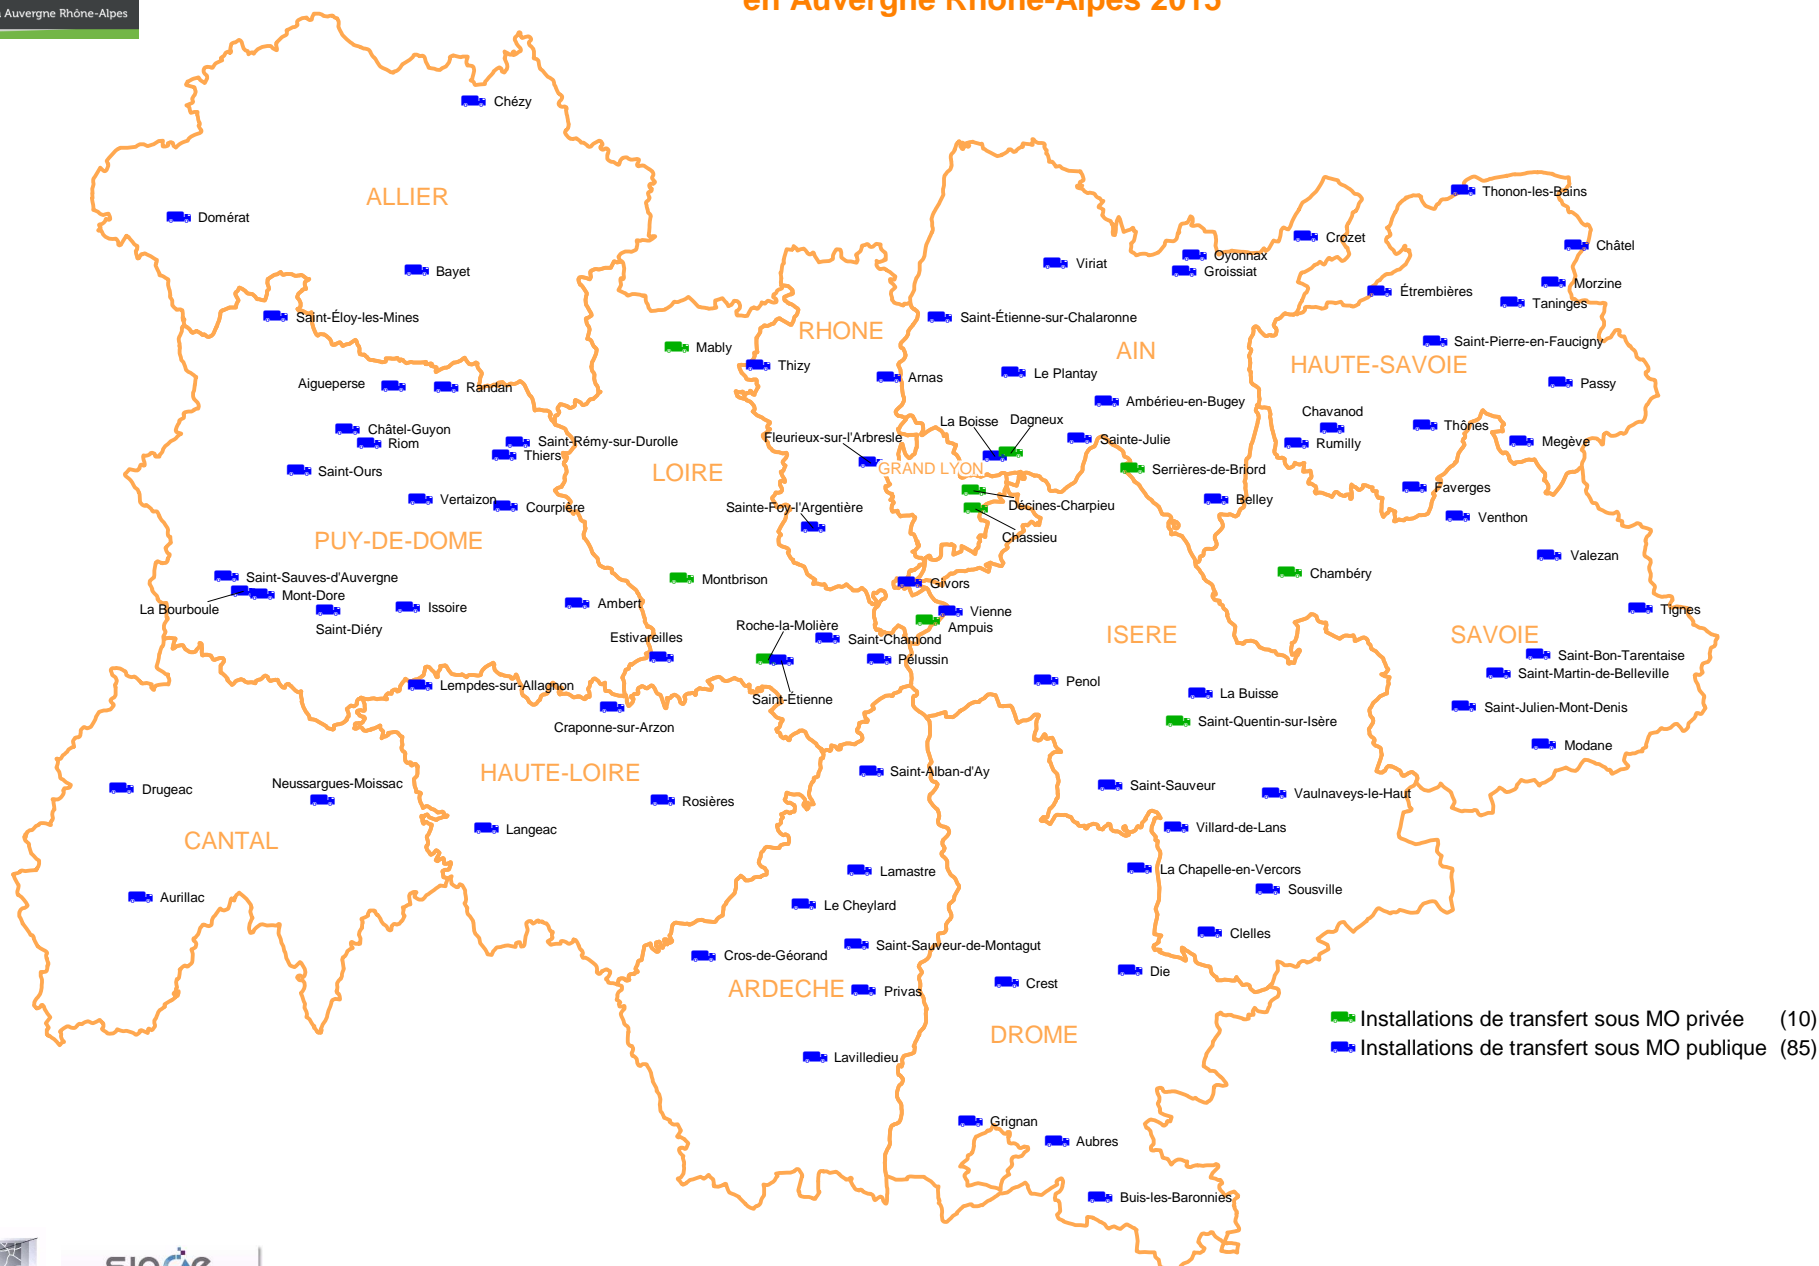 Auvergne Rhône-Alpes
en Auvergne Rhône-Alpes 2015
Chézy
ALLIER
Domérat
Bayet
Saint-Éloy-les-Mines
Thonon-les-Bains
Châtel
Crozet
Oyonnax
Groissiat
Viriat
Étrembières
Morzine
Taninges
Saint-Étienne-sur-Chalaronne
RHONE
AIN
Saint-Pierre-en-Faucigny
HAUTE-SAVOIE
Mably
Thizy
Arnas
Le Plantay
Passy
Aigueperse
Randan
Ambérieu-en-Bugey
Chavanod
Rumilly
Thônes
Megève
La Boisse
Dagneux
Châtel-Guyon
Riom
Saint-Rémy-sur-Durolle
Thiers
Fleurieux-sur-l'Arbresle
Sainte-Julie
Saint-Ours
LOIRE
GRAND LYON
Serrières-de-Briord
Faverges
Vertaizon
Courpière
Sainte-Foy-l'Argentière
Décines-Charpieu
Belley
Venthon
Chassieu
PUY-DE-DOME
Valezan
Saint-Sauves-d'Auvergne
Montbrison
Givors
Chambéry
La Bourboule
Mont-Dore
Saint-Diéry
Issoire
Ambert
Vienne
Ampuis
Tignes
Estivareilles
Roche-la-Molière
Saint-Chamond
ISERE
SAVOIE
Pélussin
Saint-Bon-Tarentaise
Saint-Martin-de-Belleville
Lempdes-sur-Allagnon
Saint-Étienne
Penol
La Buisse
Saint-Julien-Mont-Denis
Craponne-sur-Arzon
Saint-Quentin-sur-Isère
Modane
HAUTE-LOIRE
Saint-Alban-d'Ay
Drugeac
Neussargues-Moissac
Rosières
Saint-Sauveur
Vaulnaveys-le-Haut
Langeac
Villard-de-Lans
CANTAL
Lamastre
La Chapelle-en-Vercors
Aurillac
Le Cheylard
Sousville
Cros-de-Géorand
Saint-Sauveur-de-Montagut
Clelles
ARDECHE
Privas
Crest
Die
Installations de transfert sous MO privée (10)
DROME
Installations de transfert sous MO publique (85)
Lavilledieu
Grignan
Aubres
Buis-les-Baronnies